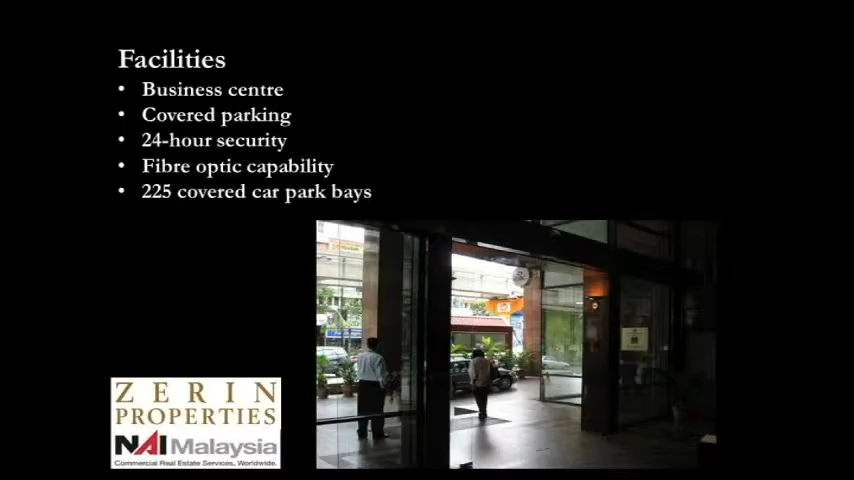 Facilities
• Business centre
• Covered parking
• 24-hour security
• Fibre optic capability
• 225 covered car park bays
ZERIN
PROPERTIES
NAI Malaysia
Commercial Real Estate Services, Worldwide.